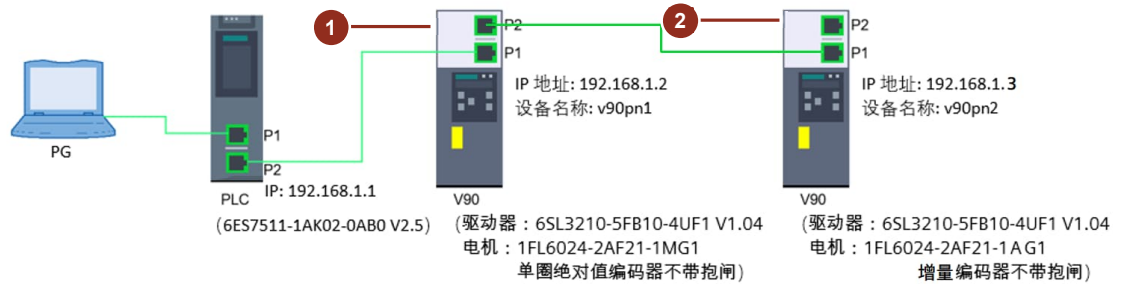 1
2
P2
P1
P2
P1
IP 地址: 192.168.1.2
设备名称: v90pn1
IP 地址: 192.168.1.3
设备名称: v90pn2
PG
P1
P2
IP: 192.168.1.1
PLC
V90
V90
（6ES7511-1AK02-0AB0 V2.5）
（驱动器：6SL3210-5FB10-4UF1 V1.04
电机：1FL6024-2AF21-1MG1
单圈绝对值编码器不带抱闸）
（驱动器：6SL3210-5FB10-4UF1 V1.04
电机：1FL6024-2AF21-1AG1
增量编码器不带抱闸）